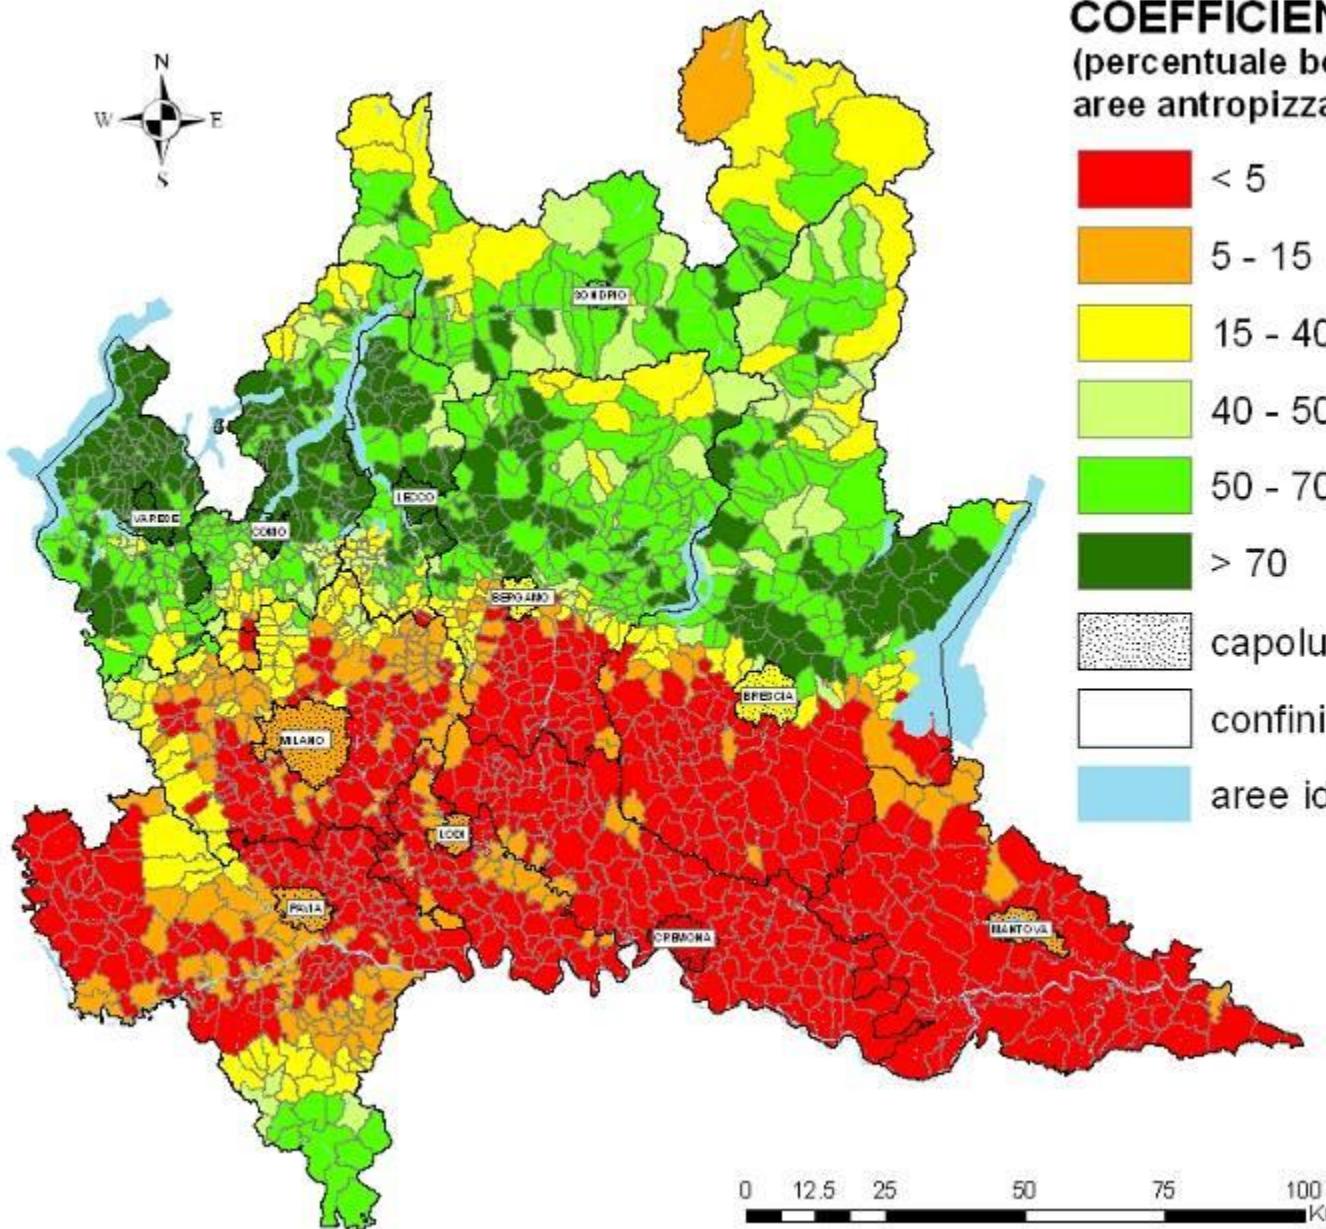 COEFFICIEN
(percentuale bo
aree antropizza
N
W E
S
< 5
5 - 15
15 - 40
40 - 50
50 - 70
> 70
capolu
confini
aree id
SONDRIO
LECCO
VARESE
COMO
BERGAMO
BRESCIA
MILANO
LODI
PAVIA
CREMONA
MANTOVA
0 12.5 25 50 75 100